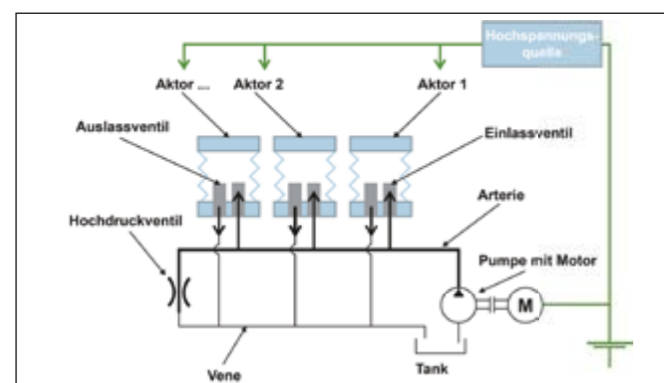 Hochspannungs-
quelle
Aktor ....
Aktor 2
Aktor 1
Auslassventil
Einlassventil
Hochdruckventil
Arterie
Pumpe mit Motor
M
Tank
Vene